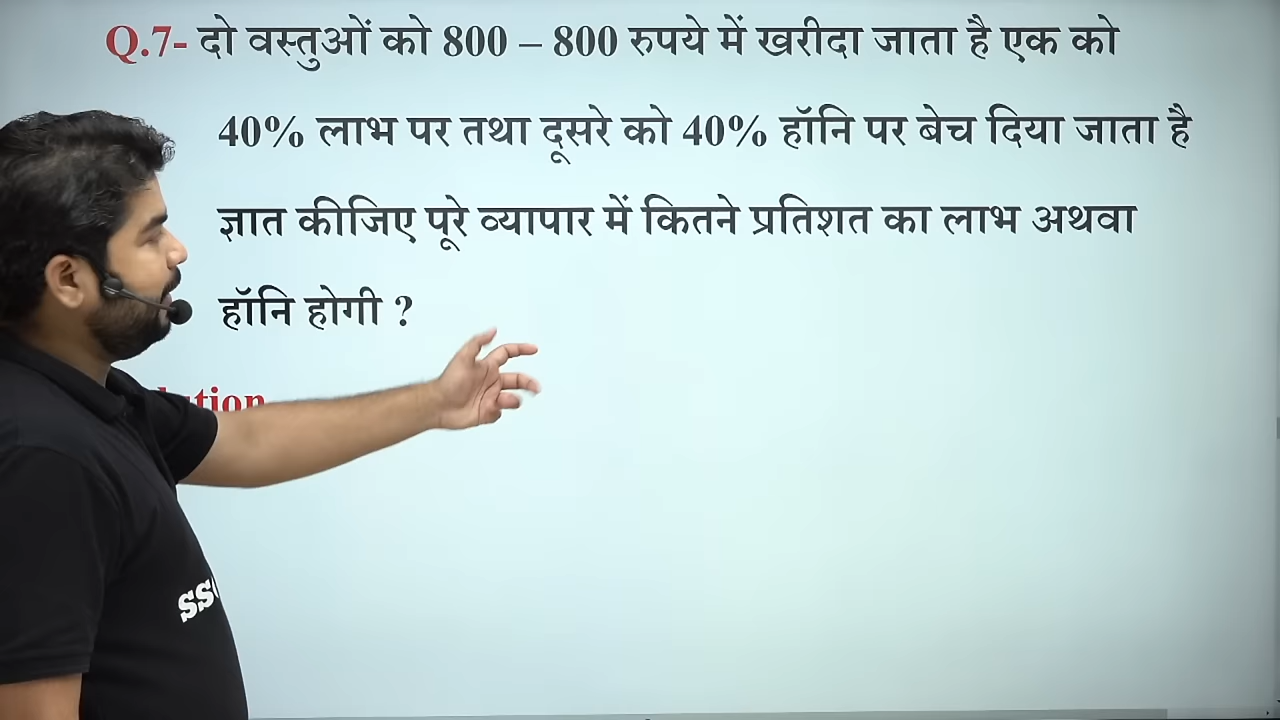 Q.7- दो वस्तुओं को 800 – 800 रुपये में खरीदा जाता है एक को
40% लाभ पर तथा दूसरे को 40% हॉनि पर बेच दिया जाता है
ज्ञात कीजिए पूरे व्यापार में कितने प्रतिशत का लाभ अथवा
हॉनि होगी ?